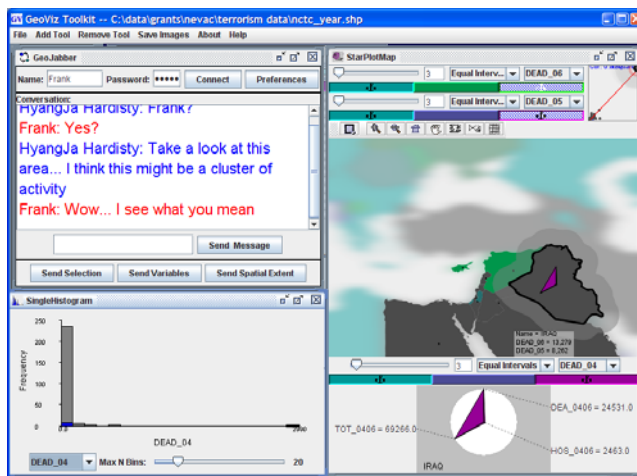 GeoViz Toolkit -- C:\data\grants\nevac\terrorism data\nctc_year.shp
File Add Tool Remove Tool Save Images About Help
GeoJabber
Name: Frank Password: ••••• Connect Preferences
Conversation:
HyangJa Hardisty: Frank?
Frank: Yes?
HyangJa Hardisty: Take a look at this
area... I think this might be a cluster of
activity
Frank: Wow... I see what you mean
Send Message
Send Selection Send Variables Send Spatial Extent
SingleHistogram
250
200
150
100
50
0
Frequency
DEAD_04
DEAD_04 Max N Bins: 20
StarPlotMap
3 Equal Interv... DEAD_06
3 Equal Interv... DEAD_05
Name = IRAQ
DEAD_06 = 13,279
DEAD_05 = 8,262
3 Equal Intervals DEAD_04
DEA_0406 = 24531.0
TOT_0406 = 69266.0
HOS_0406 = 2463.0
IRAQ